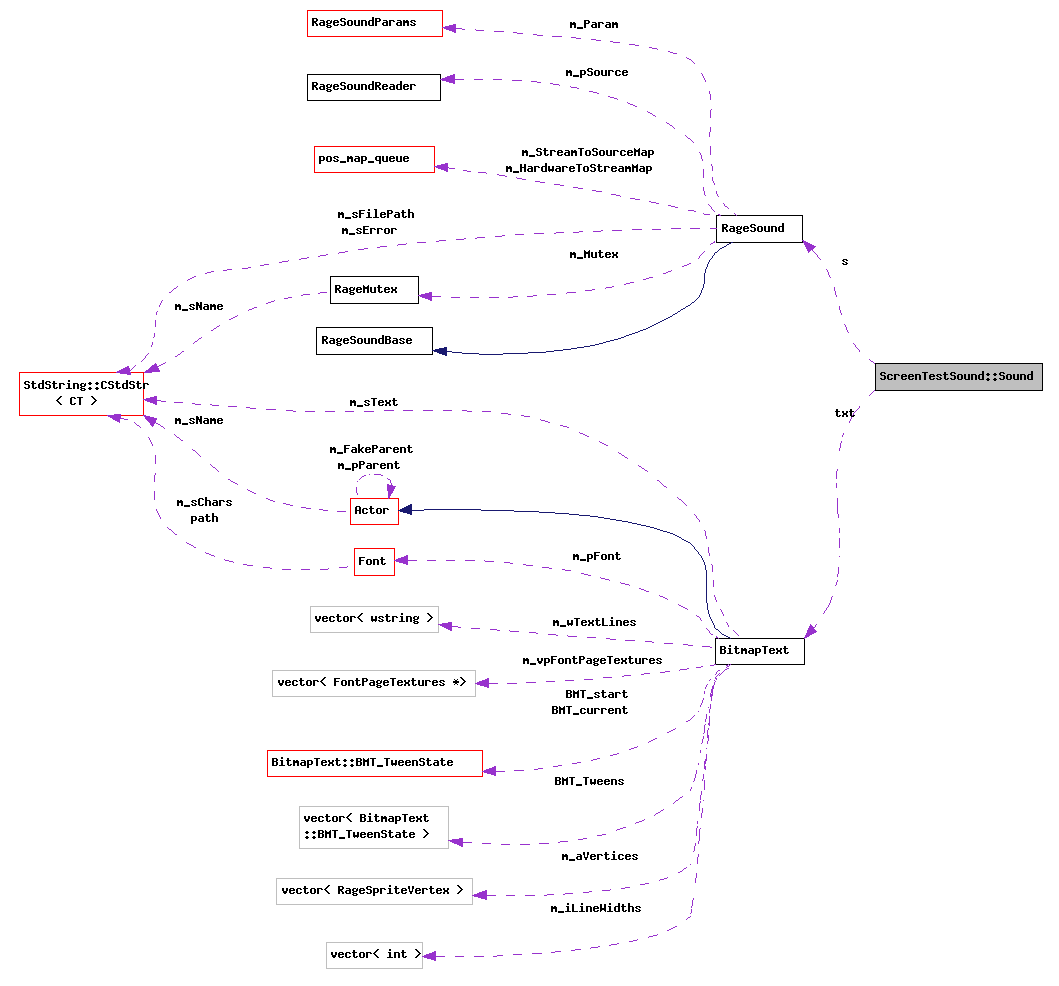 RageSoundParams
m_Param
RageSoundReader
m_pSource
pos_map_queue
m_StreamToSourceMap
m_HardwareToStreamMap
m_sFilePath
m_sError
RageSound
m_Mutex
s
RageMutex
m_sName
RageSoundBase
ScreenTestSound::Sound
StdString::CStdStr
< CT >
m_sText
txt
m_sName
m_FakeParent
m_pParent
Actor
m_sChars
path
Font
m_pFont
vector< wstring >
m_wTextLines
BitmapText
m_vpFontPageTextures
vector< FontPageTextures *>
BMT_start
BMT_current
BitmapText::BMT_TweenState
BMT_Tweens
vector< BitmapText
::BMT_TweenState >
m_aVertices
vector< RageSpriteVertex >
m_iLineWidths
vector< int >